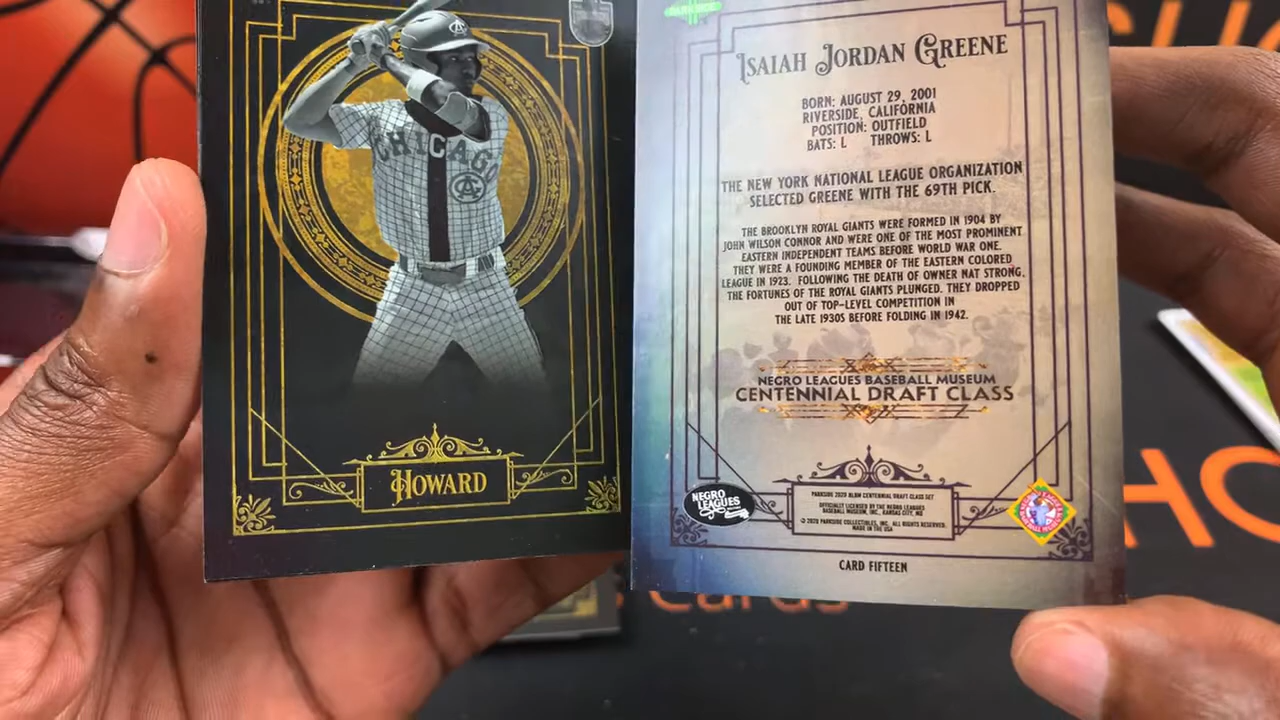 CHICAGO
HOWARD
PARKSIDE
ISAIAH JORDAN GREENE
BORN: AUGUST 29, 2001
RIVERSIDE, CALIFORNIA
POSITION: OUTFIELD
BATS: L THROWS: L
THE NEW YORK NATIONAL LEAGUE ORGANIZATION
SELECTED GREENE WITH THE 69TH PICK.
THE BROOKLYN ROYAL GIANTS WERE FORMED IN 1904 BY
JOHN WILSON CONNOR AND WERE ONE OF THE MOST PROMINENT
EASTERN INDEPENDENT TEAMS BEFORE WORLD WAR ONE.
THEY WERE A FOUNDING MEMBER OF THE EASTERN COLORED
LEAGUE IN 1923. FOLLOWING THE DEATH OF OWNER NAT STRONG,
THE FORTUNES OF THE ROYAL GIANTS PLUNGED. THEY DROPPED
OUT OF TOP-LEVEL COMPETITION IN
THE LATE 1930S BEFORE FOLDING IN 1942.
NEGRO LEAGUES BASEBALL MUSEUM
CENTENNIAL DRAFT CLASS
NEGRO
LEAGUES
PARKSIDE 2020 NLBM CENTENNIAL DRAFT CLASS SET
OFFICIALLY LICENSED BY THE NEGRO LEAGUES
BASEBALL MUSEUM, INC., KANSAS CITY, MO
© 2020 PARKSIDE COLLECTIBLES, INC. ALL RIGHTS RESERVED.
MADE IN THE USA
CARD FIFTEEN
Cards